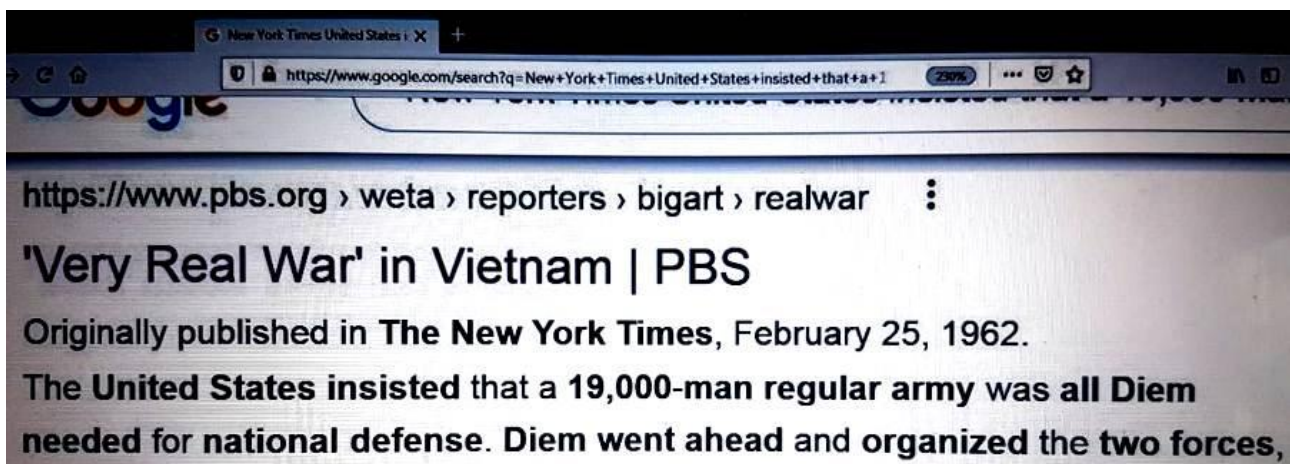 G New York Times United States i X +
https://www.google.com/search?q=New+York+Times+United+States+insisted+that+a+1 230%
Google
https://www.pbs.org › weta › reporters › bigart › realwar
'Very Real War' in Vietnam | PBS
Originally published in The New York Times, February 25, 1962.
The United States insisted that a 19,000-man regular army was all Diem
needed for national defense. Diem went ahead and organized the two forces,